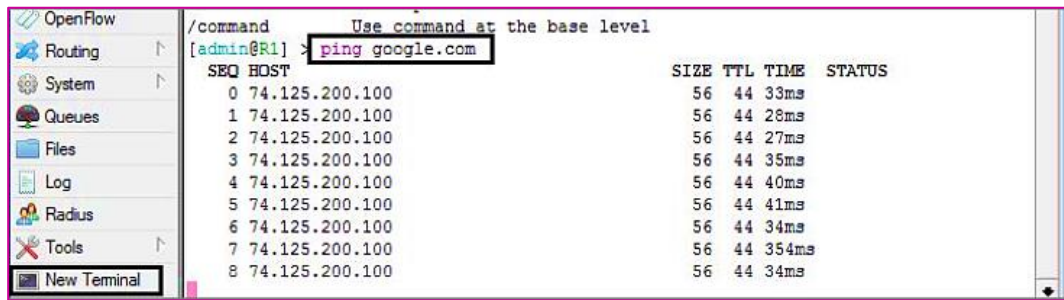 OpenFlow
Routing
System
Queues
Files
Log
Radius
Tools
New Terminal
/command Use command at the base level
[admin@R1] > ping google.com
SEQ HOST SIZE TTL TIME STATUS
0 74.125.200.100 56 44 33ms
1 74.125.200.100 56 44 28ms
2 74.125.200.100 56 44 27ms
3 74.125.200.100 56 44 35ms
4 74.125.200.100 56 44 40ms
5 74.125.200.100 56 44 41ms
6 74.125.200.100 56 44 34ms
7 74.125.200.100 56 44 354ms
8 74.125.200.100 56 44 34ms